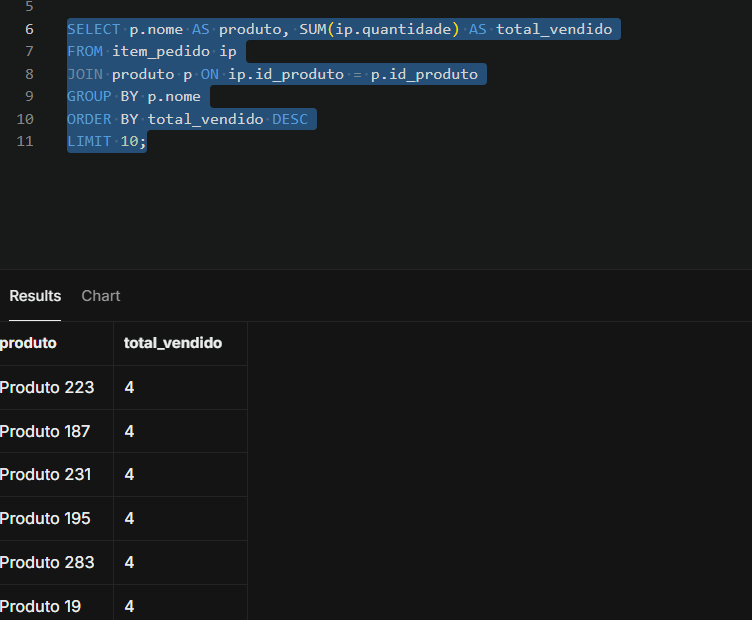 5
6 SELECT p.nome AS produto, SUM(ip.quantidade) AS total_vendido
7 FROM item_pedido ip
8 JOIN produto p ON ip.id_produto = p.id_produto
9 GROUP BY p.nome
10 ORDER BY total_vendido DESC
11 LIMIT 10;
Results Chart
produto total_vendido
Produto 223 4
Produto 187 4
Produto 231 4
Produto 195 4
Produto 283 4
Produto 19 4